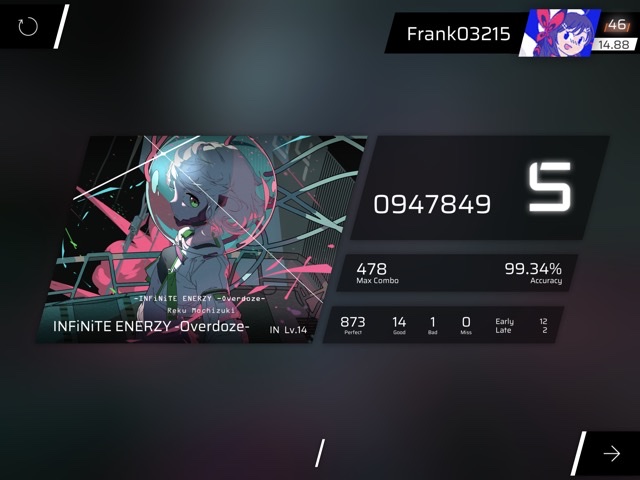 Frank03215
46
14.88
-INFiNiTE ENERZY -Overdoze-
Reku Mochizuki
INFiNiTE ENERZY -Overdoze-
IN Lv.14
0947849
S
478
Max Combo
99.34%
Accuracy
873
Perfect
14
Good
1
Bad
0
Miss
Early 12
Late 2